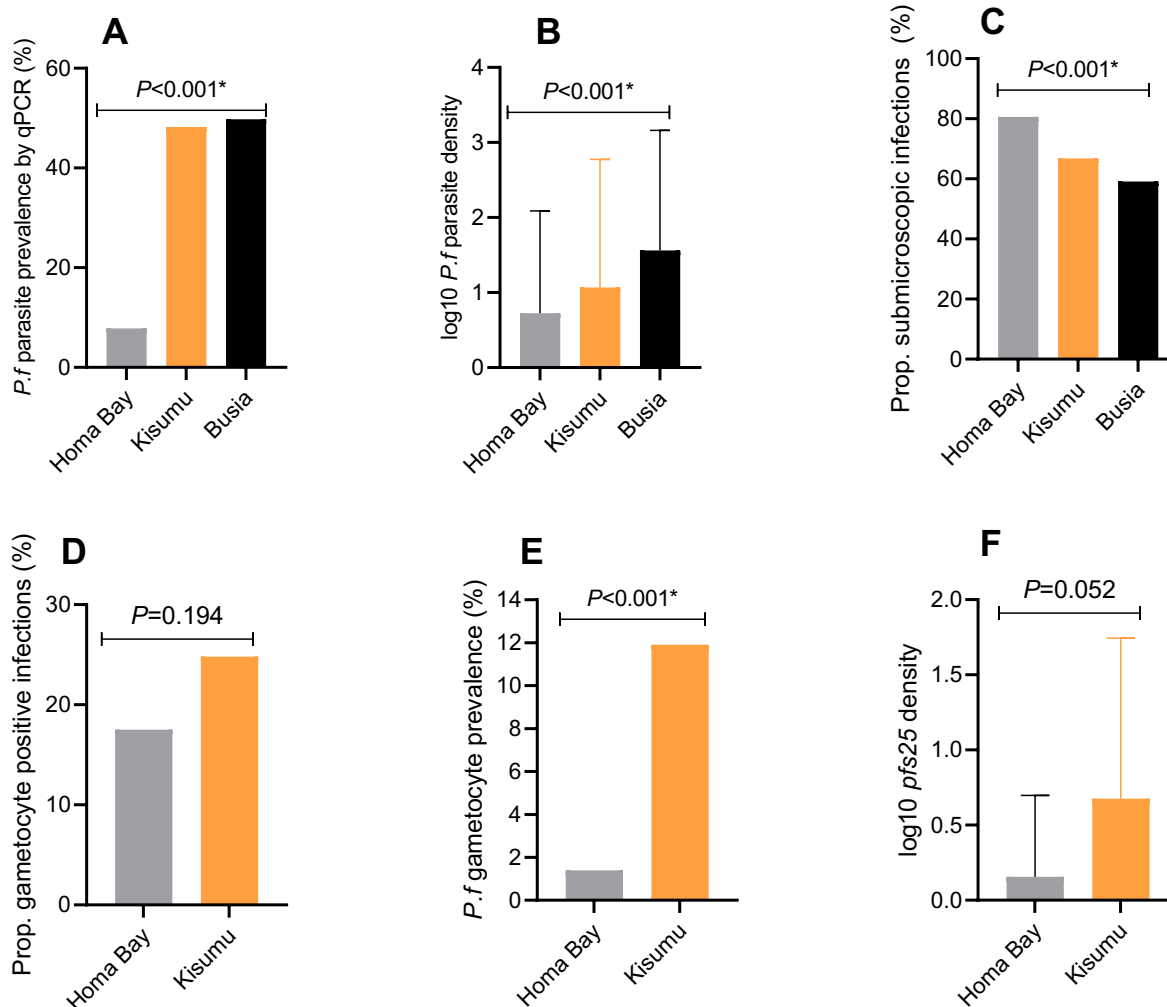 A
P.f parasite prevalence by qPCR (%)
60
40
20
0
P<0.001*
Homa Bay
Kisumu
Busia
B
log10 P.f parasite density
4
3
2
1
0
P<0.001*
Homa Bay
Kisumu
Busia
C
Prop. submicroscopic infections (%)
100
80
60
40
20
0
P<0.001*
Homa Bay
Kisumu
Busia
D
Prop. gametocyte positive infections (%)
30
20
10
0
P=0.194
Homa Bay
Kisumu
E
P.f gametocyte prevalence (%)
14
12
10
8
6
4
2
0
P<0.001*
Homa Bay
Kisumu
F
log10 pfs25 density
2.0
1.5
1.0
0.5
0.0
P=0.052
Homa Bay
Kisumu